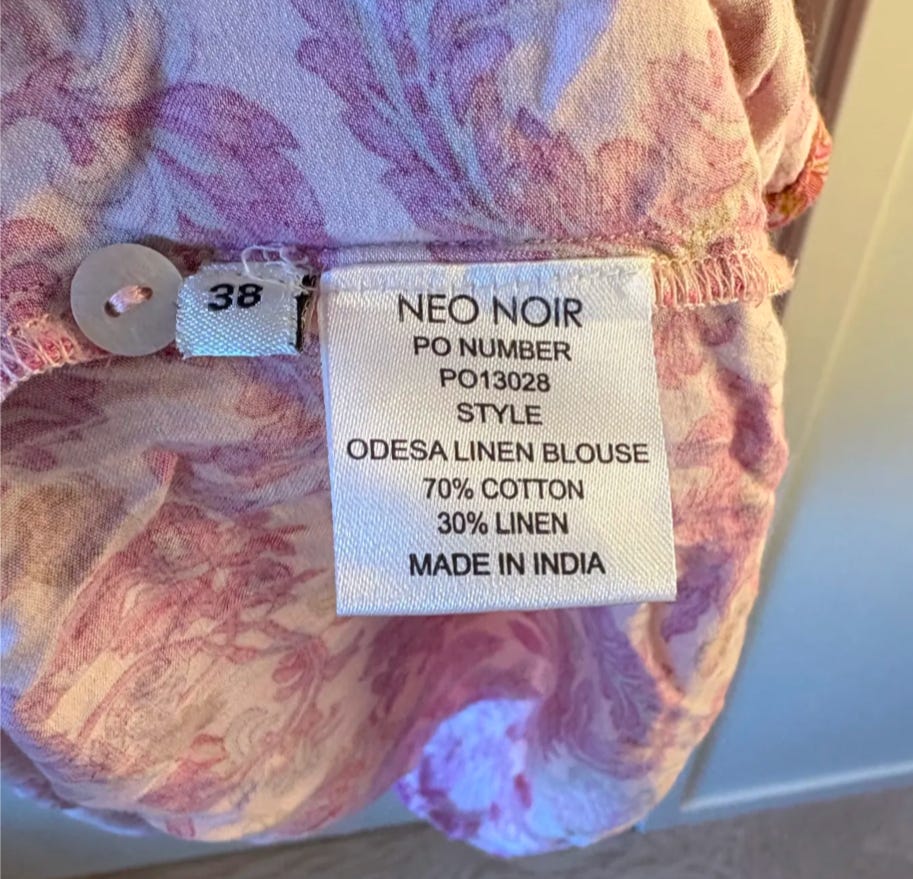 38
NEO NOIR
PO NUMBER
PO13028
STYLE
ODESA LINEN BLOUSE
70% COTTON
30% LINEN
MADE IN INDIA